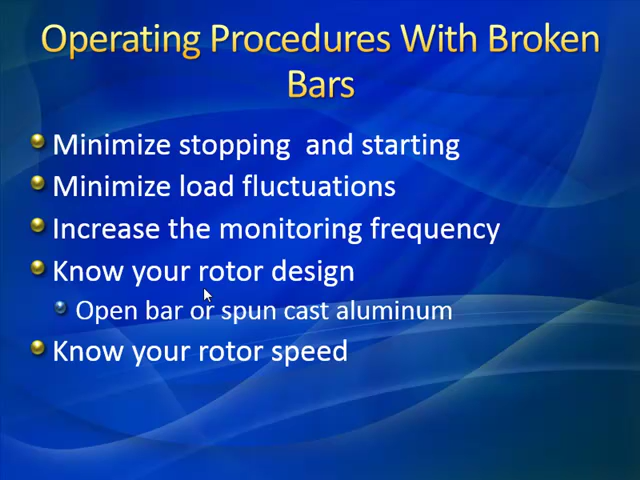 Operating Procedures With Broken
Bars
Minimize stopping  and starting
Minimize load fluctuations
Increase the monitoring frequency
Know your rotor design
Open bar or spun cast aluminum
Know your rotor speed